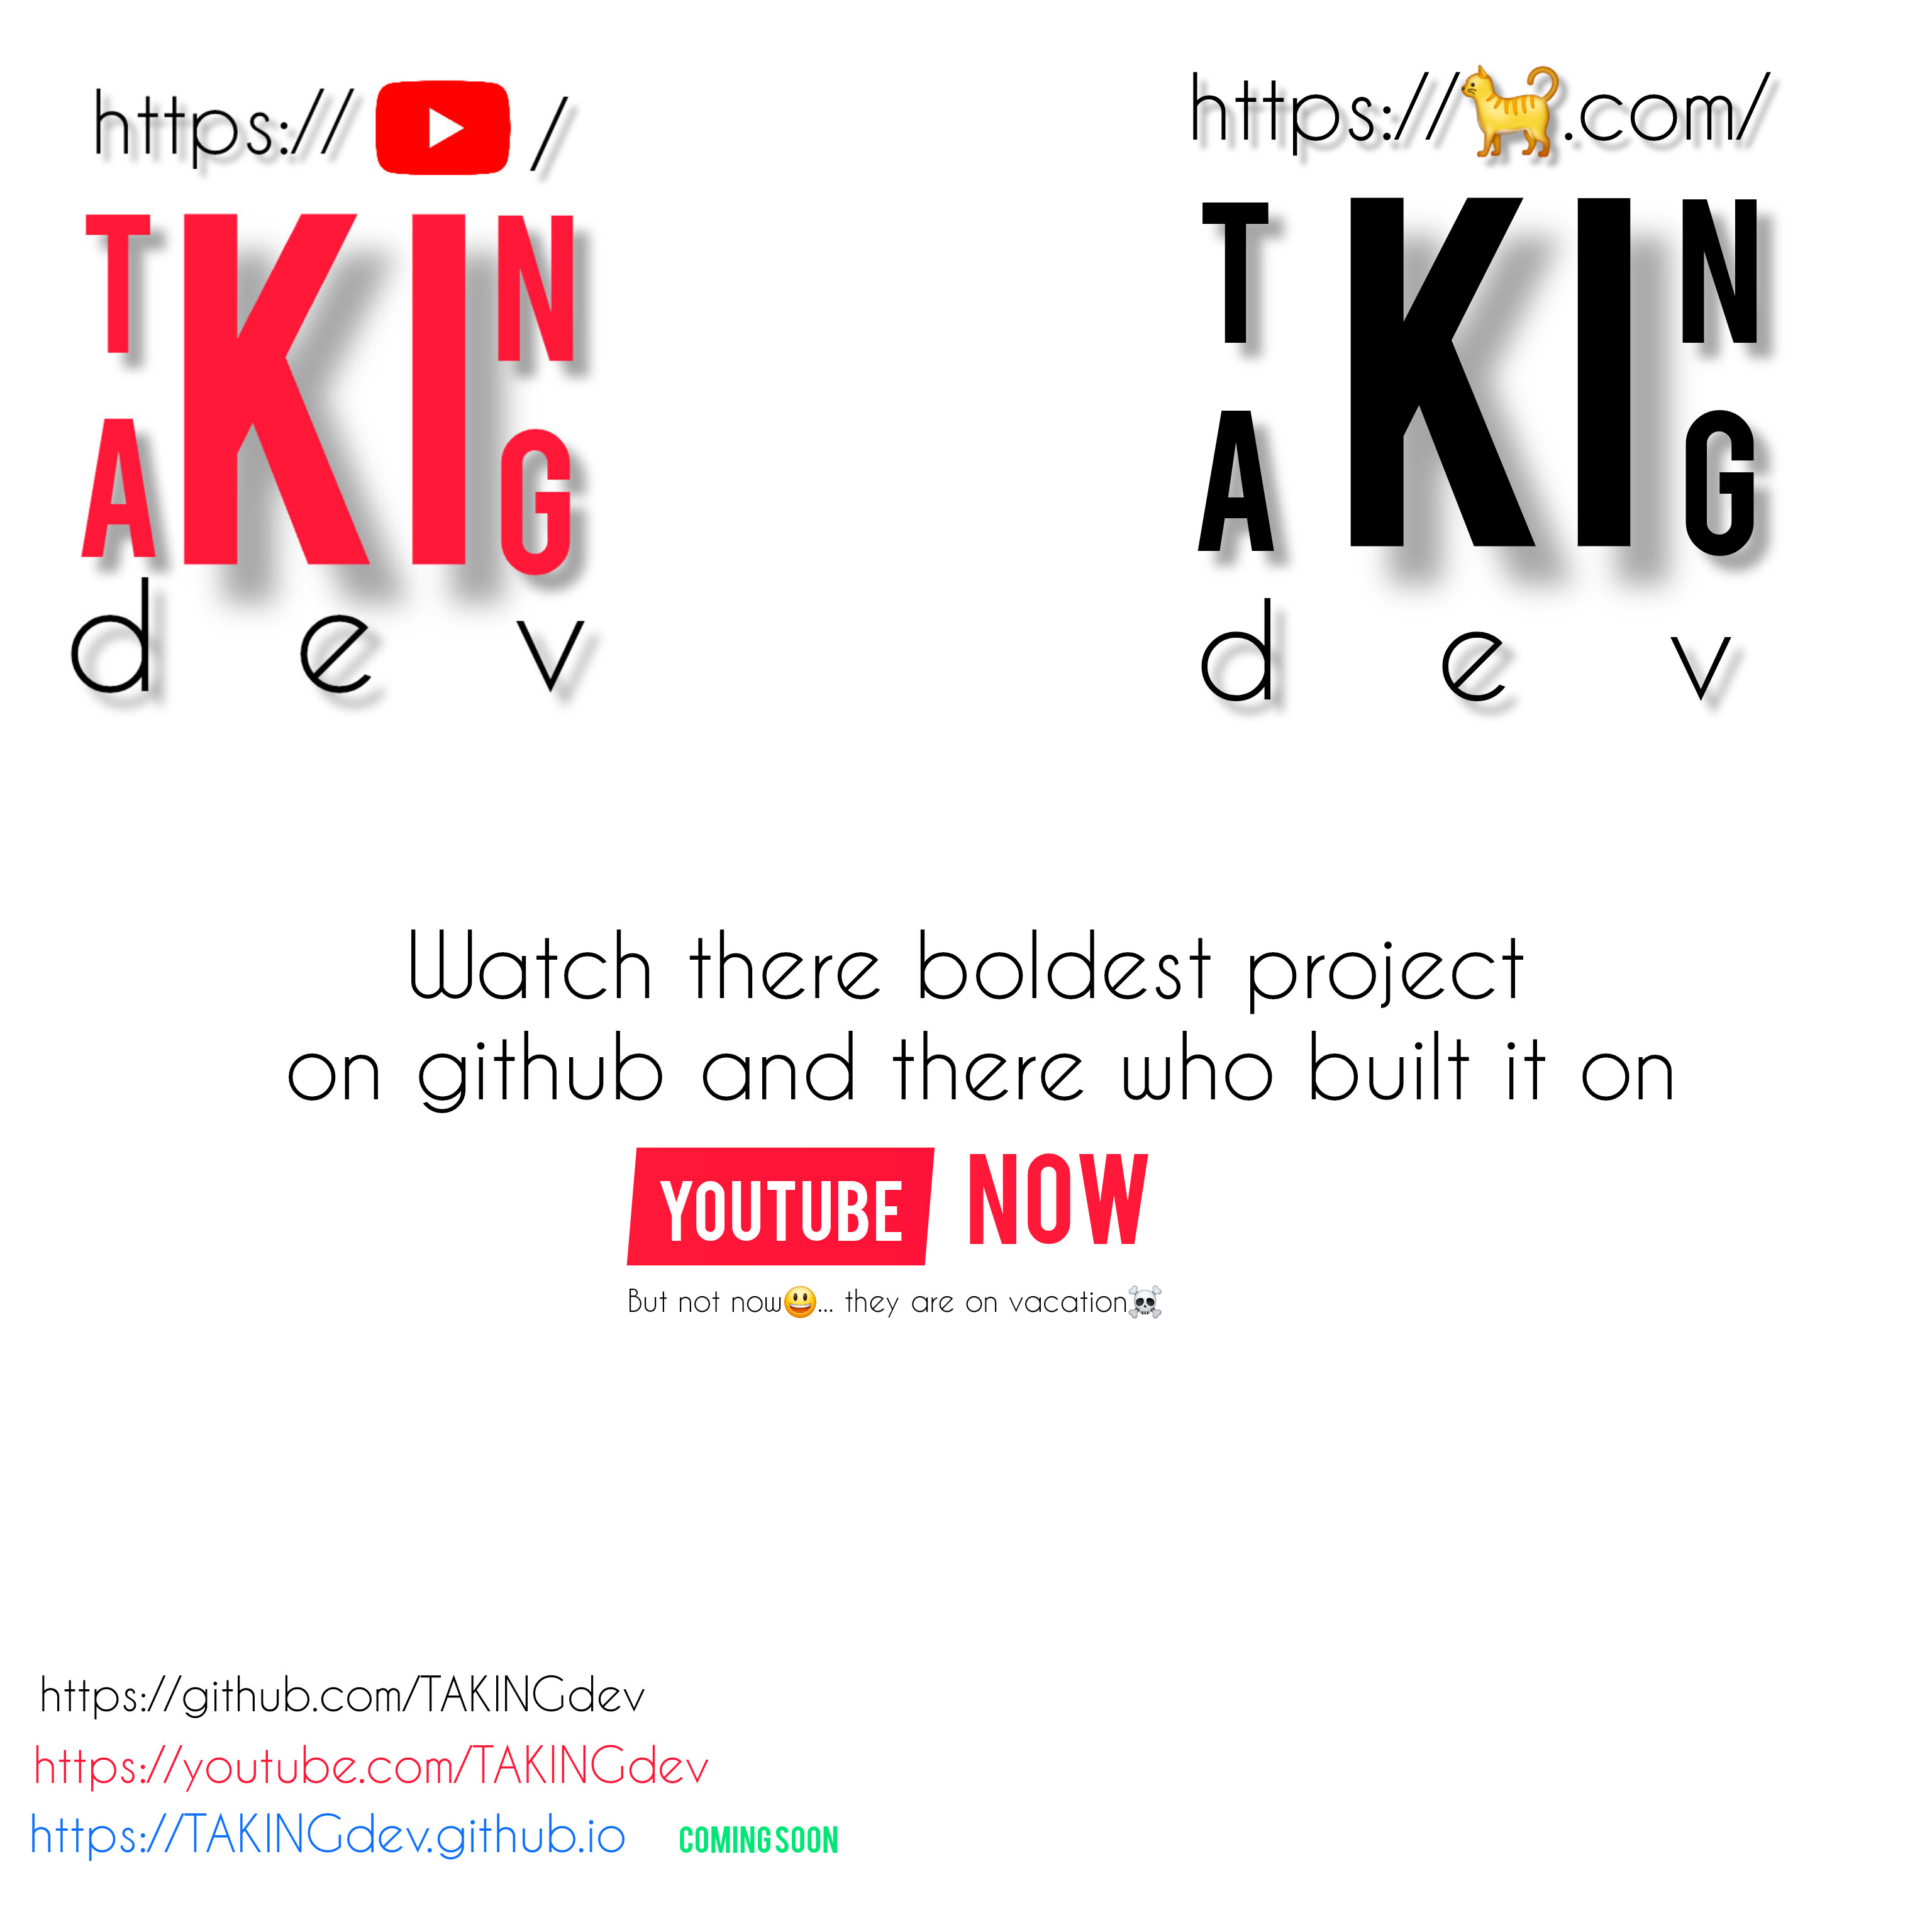 https:// /
TAKING
dev
https://🐈.com/
TAKING
dev
Watch there boldest project
on github and there who built it on
YOUTUBE NOW
But not now😃... they are on vacation☠️
https://github.com/TAKINGdev
https://youtube.com/TAKINGdev
https://TAKINGdev.github.io COMING SOON